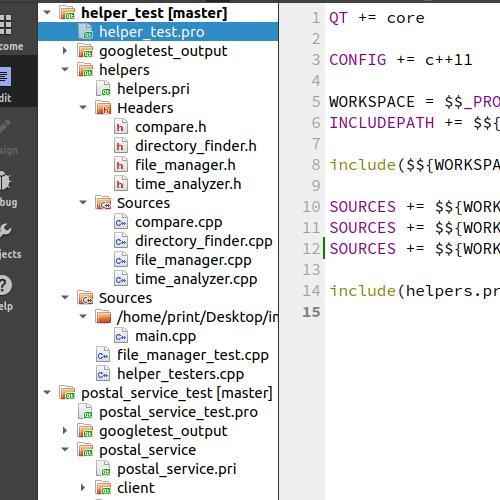 come
dit
sign
bug
jects
elp
helper_test [master]
helper_test.pro
googletest_output
helpers
helpers.pri
Headers
compare.h
directory_finder.h
file_manager.h
time_analyzer.h
Sources
compare.cpp
directory_finder.cpp
file_manager.cpp
time_analyzer.cpp
Sources
/home/print/Desktop/in
main.cpp
file_manager_test.cpp
helper_testers.cpp
postal_service_test [master]
postal_service_test.pro
googletest_output
postal_service
postal_service.pri
client
1 QT += core
2
3 CONFIG += c++11
4
5 WORKSPACE = $$_PRO
6 INCLUDEPATH += $${
7
8 include($${WORKSPA
9
10 SOURCES += $${WORK
11 SOURCES += $${WORK
12 SOURCES += $${WORK
13
14 include(helpers.pr
15